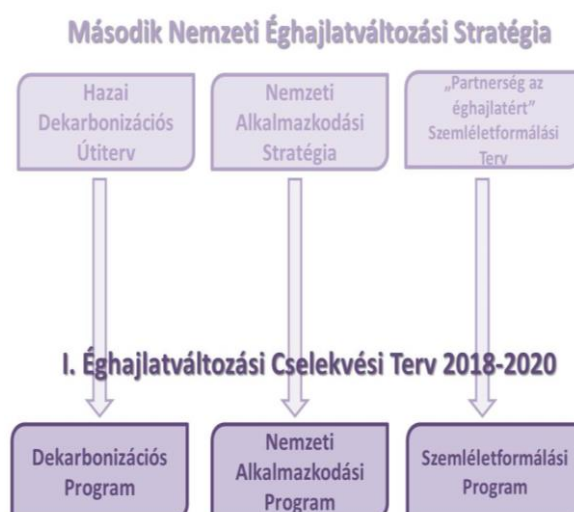 Második Nemzeti Éghajlatváltozási Stratégia
Hazai
Dekarbonizációs
Útiterv
Nemzeti
Alkalmazkodási
Stratégia
„Partnerség az
éghajlatért”
Szemléletformálási
Terv
I. Éghajlatváltozási Cselekvési Terv 2018-2020
Dekarbonizációs
Program
Nemzeti
Alkalmazkodási
Program
Szemléletformálási
Program